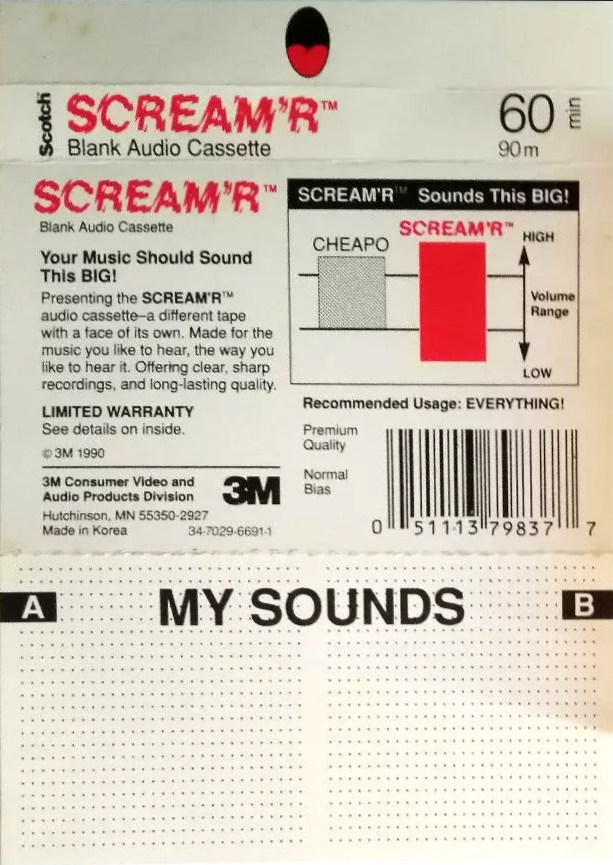 Scotch™ SCREAM'R™ 60 min
Blank Audio Cassette 90m
SCREAM'R™
Blank Audio Cassette
Your Music Should Sound
This BIG!
Presenting the SCREAM'R™
audio cassette–a different tape
with a face of its own. Made for the
music you like to hear, the way you
like to hear it. Offering clear, sharp
recordings, and long-lasting quality.
LIMITED WARRANTY
See details on inside.
© 3M 1990
3M Consumer Video and
Audio Products Division
3M
Hutchinson, MN 55350-2927
Made in Korea 34-7029-6691-1
SCREAM'R™ Sounds This BIG!
CHEAPO
SCREAM'R™
HIGH
Volume
Range
LOW
Recommended Usage: EVERYTHING!
Premium
Quality
Normal
Bias
0 51113 79837 7
A MY SOUNDS B